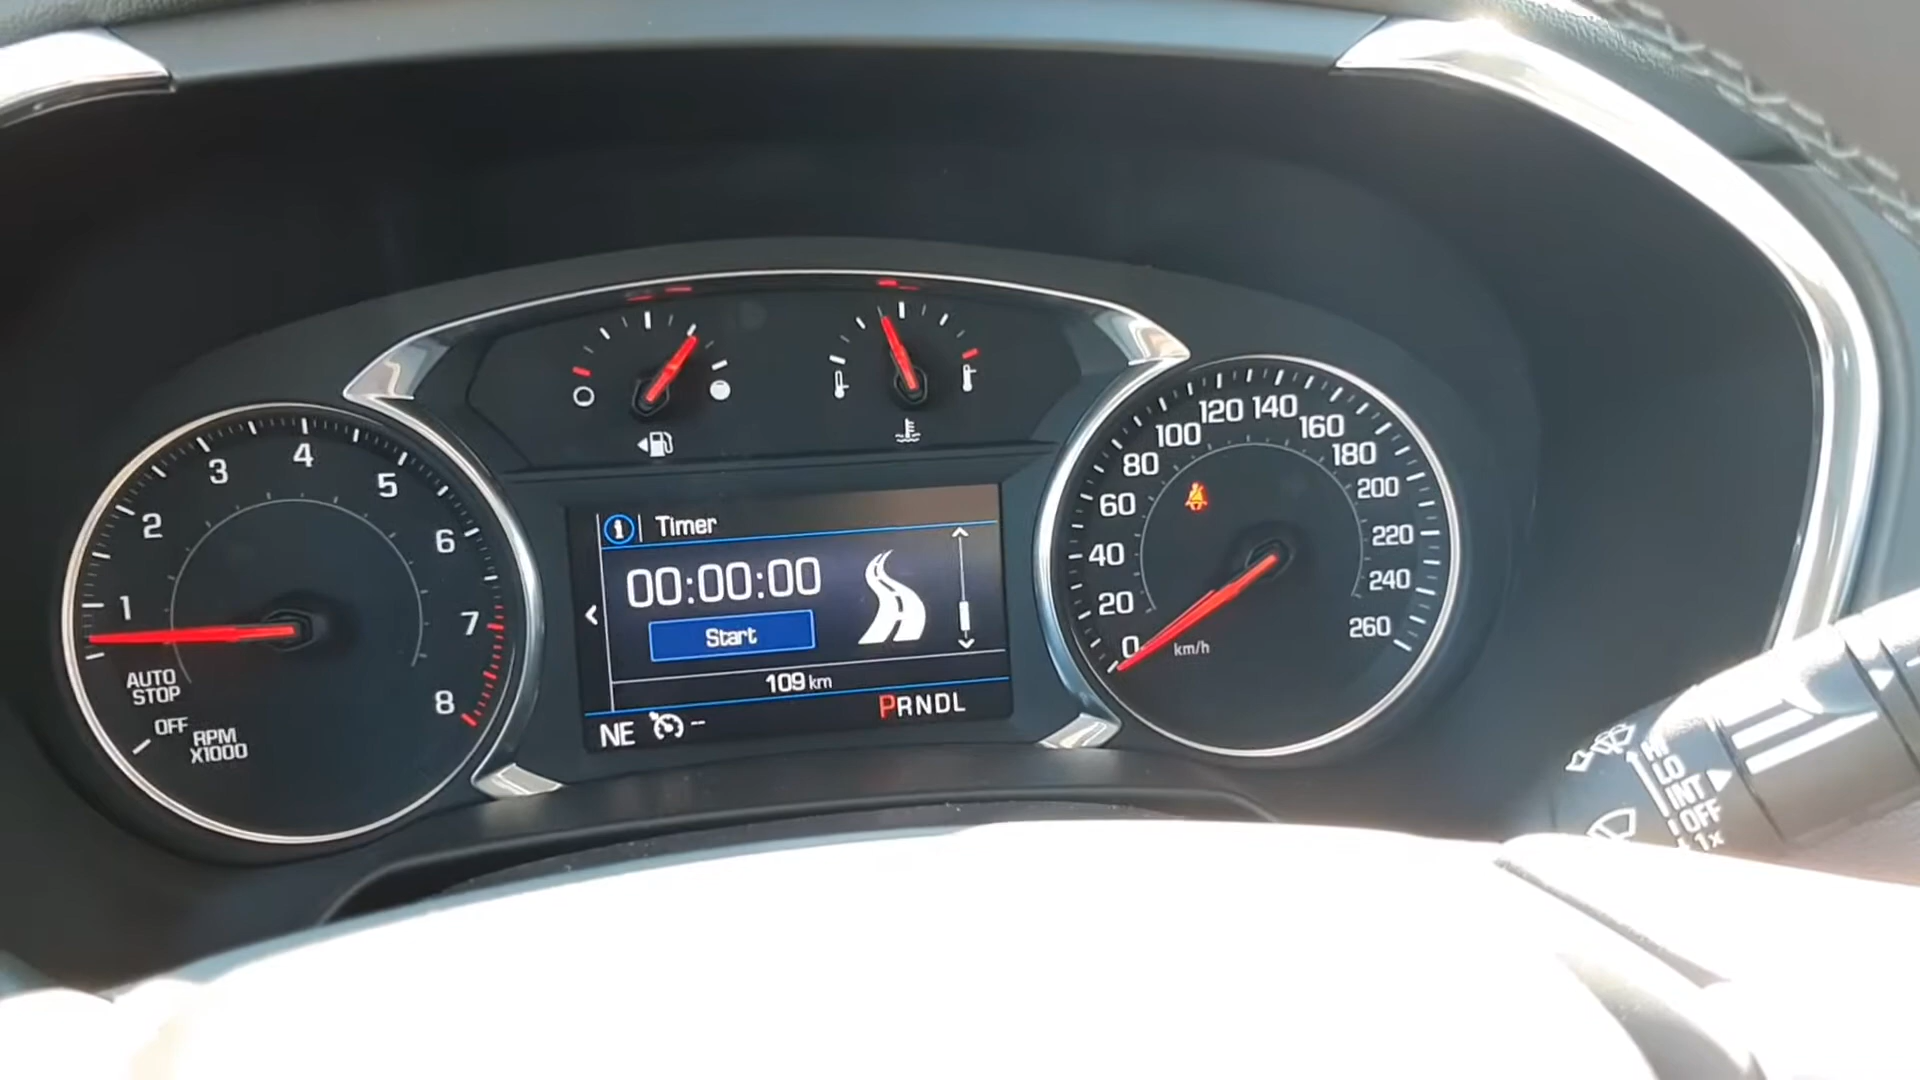 1
2
3
4
5
6
7
8
AUTO
STOP
OFF
RPM
X1000
i Timer
00:00:00
Start
109 km
NE --
PRNDL
0
20
40
60
80
100
120
140
160
180
200
220
240
260
km/h
HI
LO
INT
OFF
1x